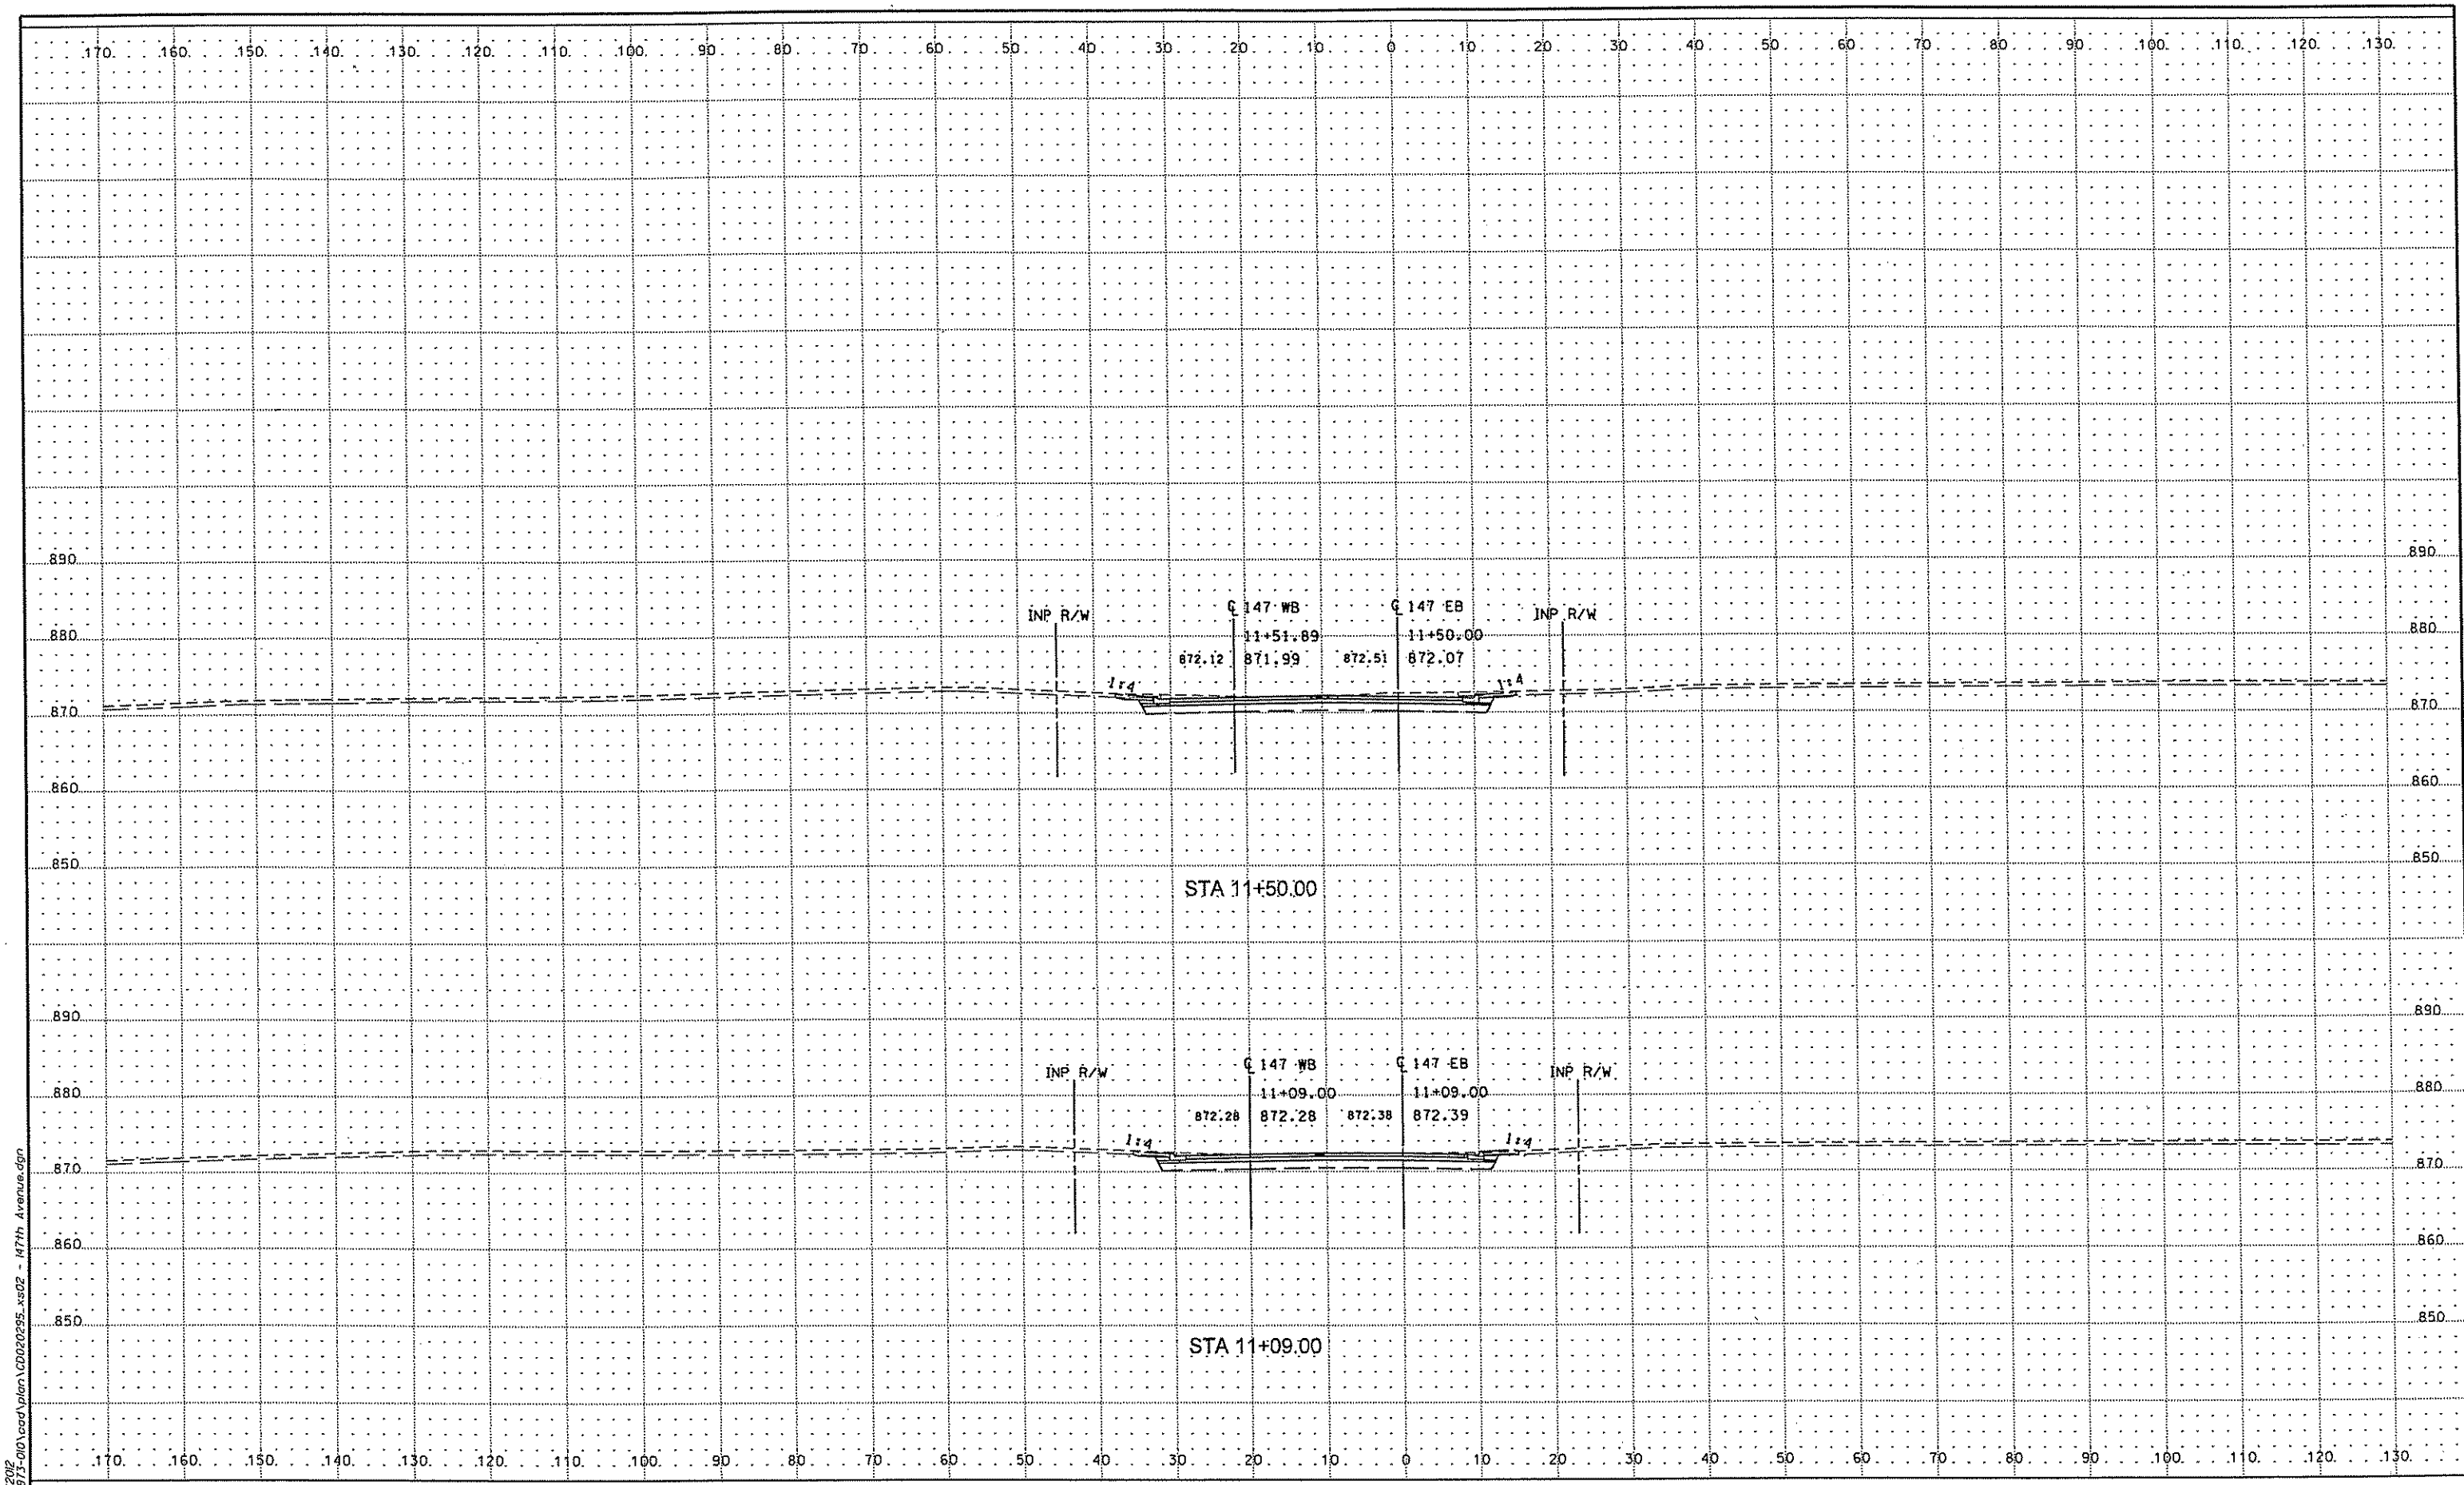 170 160 150 140 130 120 110 100 90 80 70 60 50 40 30 20 10 0 10 20 30 40 50 60 70 80 90 100 110 120 130
890 890
INP R/W ℄ 147 WB ℄ 147 EB INP R/W
880 11+51.89 11+50.00 880
872.12 871.99 872.51 872.07
1:4 1:4
870 870
860 860
850 850
STA 11+50.00
890 890
INP R/W ℄ 147 WB ℄ 147 EB INP R/W
880 11+09.00 11+09.00 880
872.28 872.28 872.38 872.39
1:4 1:4
870 870
860 860
850 850
STA 11+09.00
170 160 150 140 130 120 110 100 90 80 70 60 50 40 30 20 10 0 10 20 30 40 50 60 70 80 90 100 110 120 130
2012
973-010\cad\plan\CD020295_xs02 - 147th Avenue.dgn